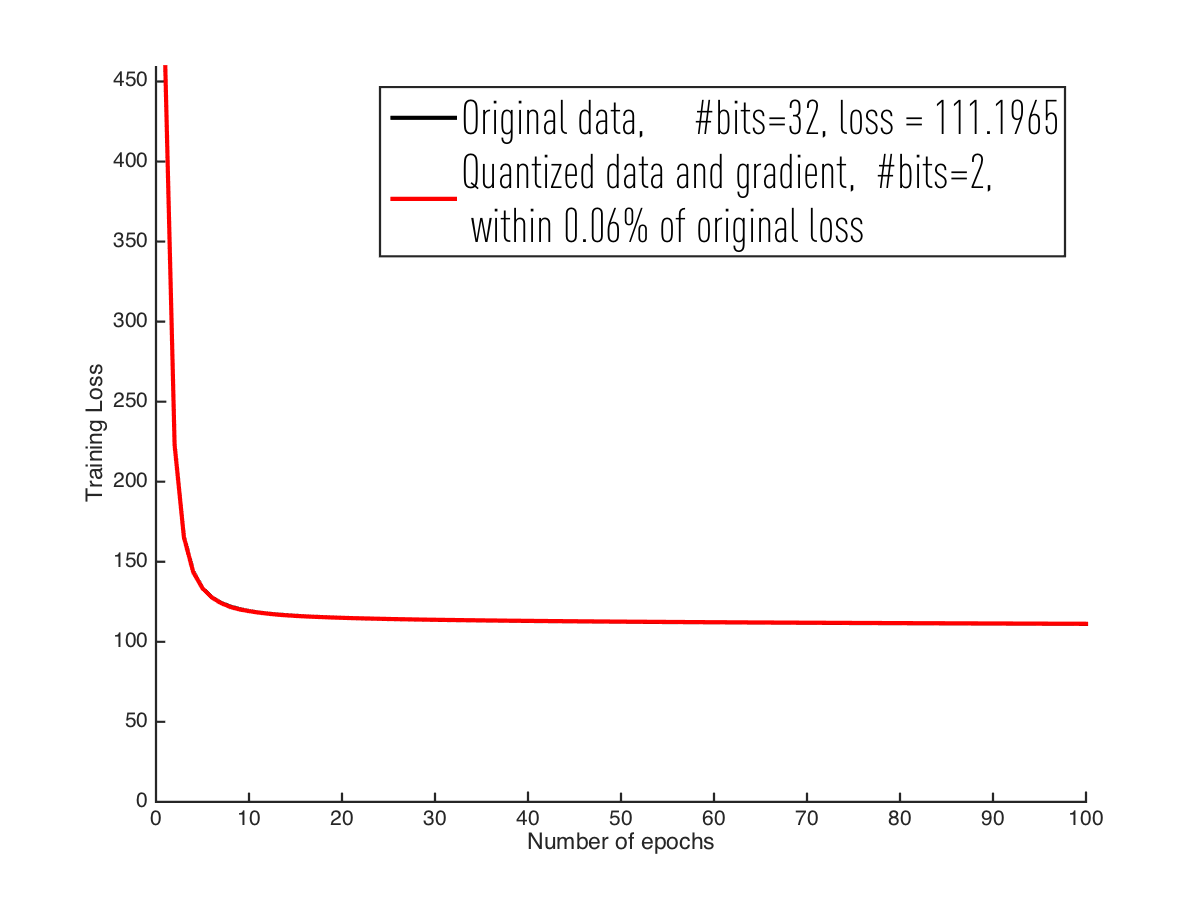 450
400
350
300
250
200
150
100
50
0
Training Loss
Original data, #bits=32, loss = 111.1965
Quantized data and gradient, #bits=2,
within 0.06% of original loss
0 10 20 30 40 50 60 70 80 90 100
Number of epochs